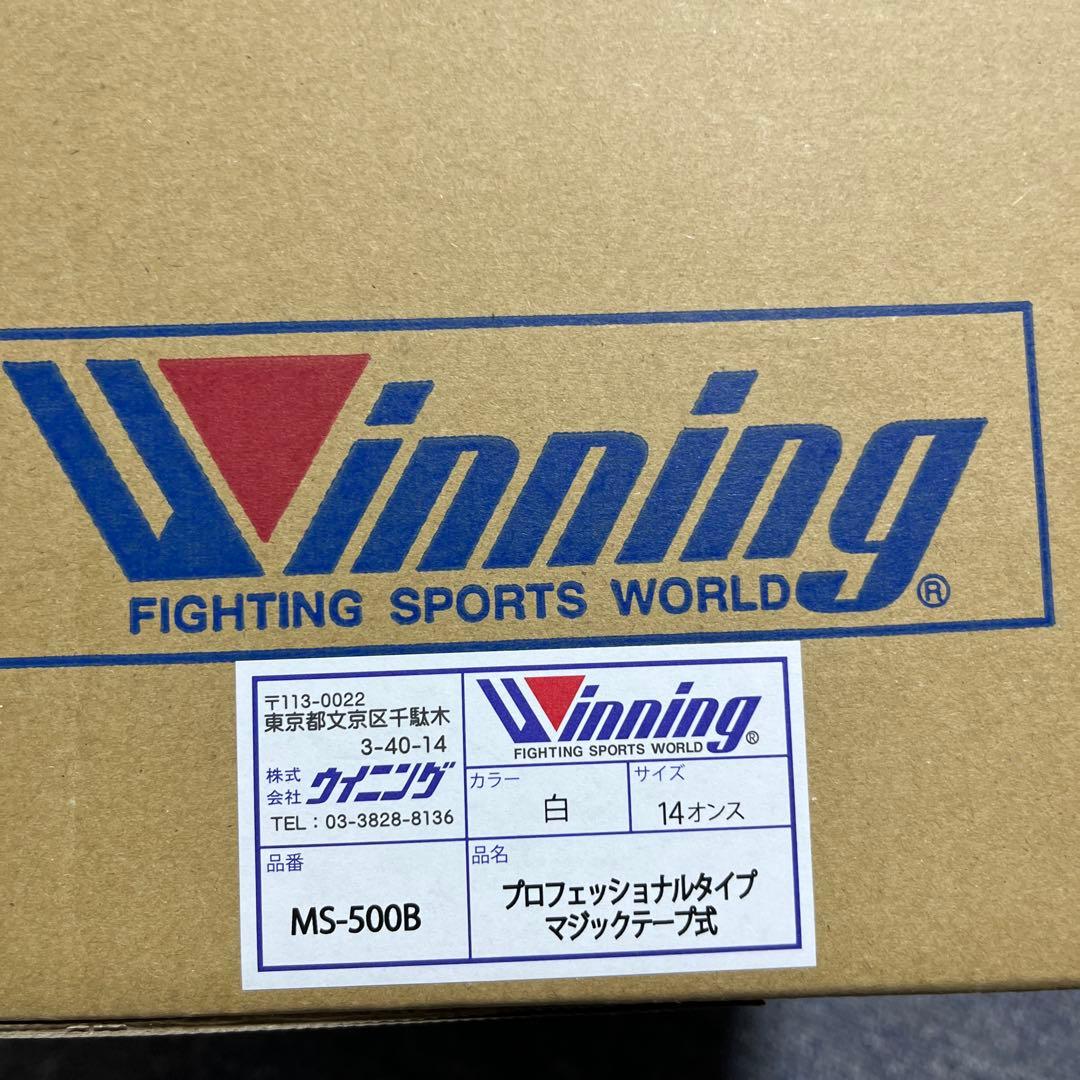 Winning®
FIGHTING SPORTS WORLD
〒113-0022
東京都文京区千駄木
3-40-14
株式会社 ウイニング
TEL：03-3828-8136
Winning®
FIGHTING SPORTS WORLD
カラー
白
サイズ
14オンス
品番
MS-500B
品名
プロフェッショナルタイプ
マジックテープ式